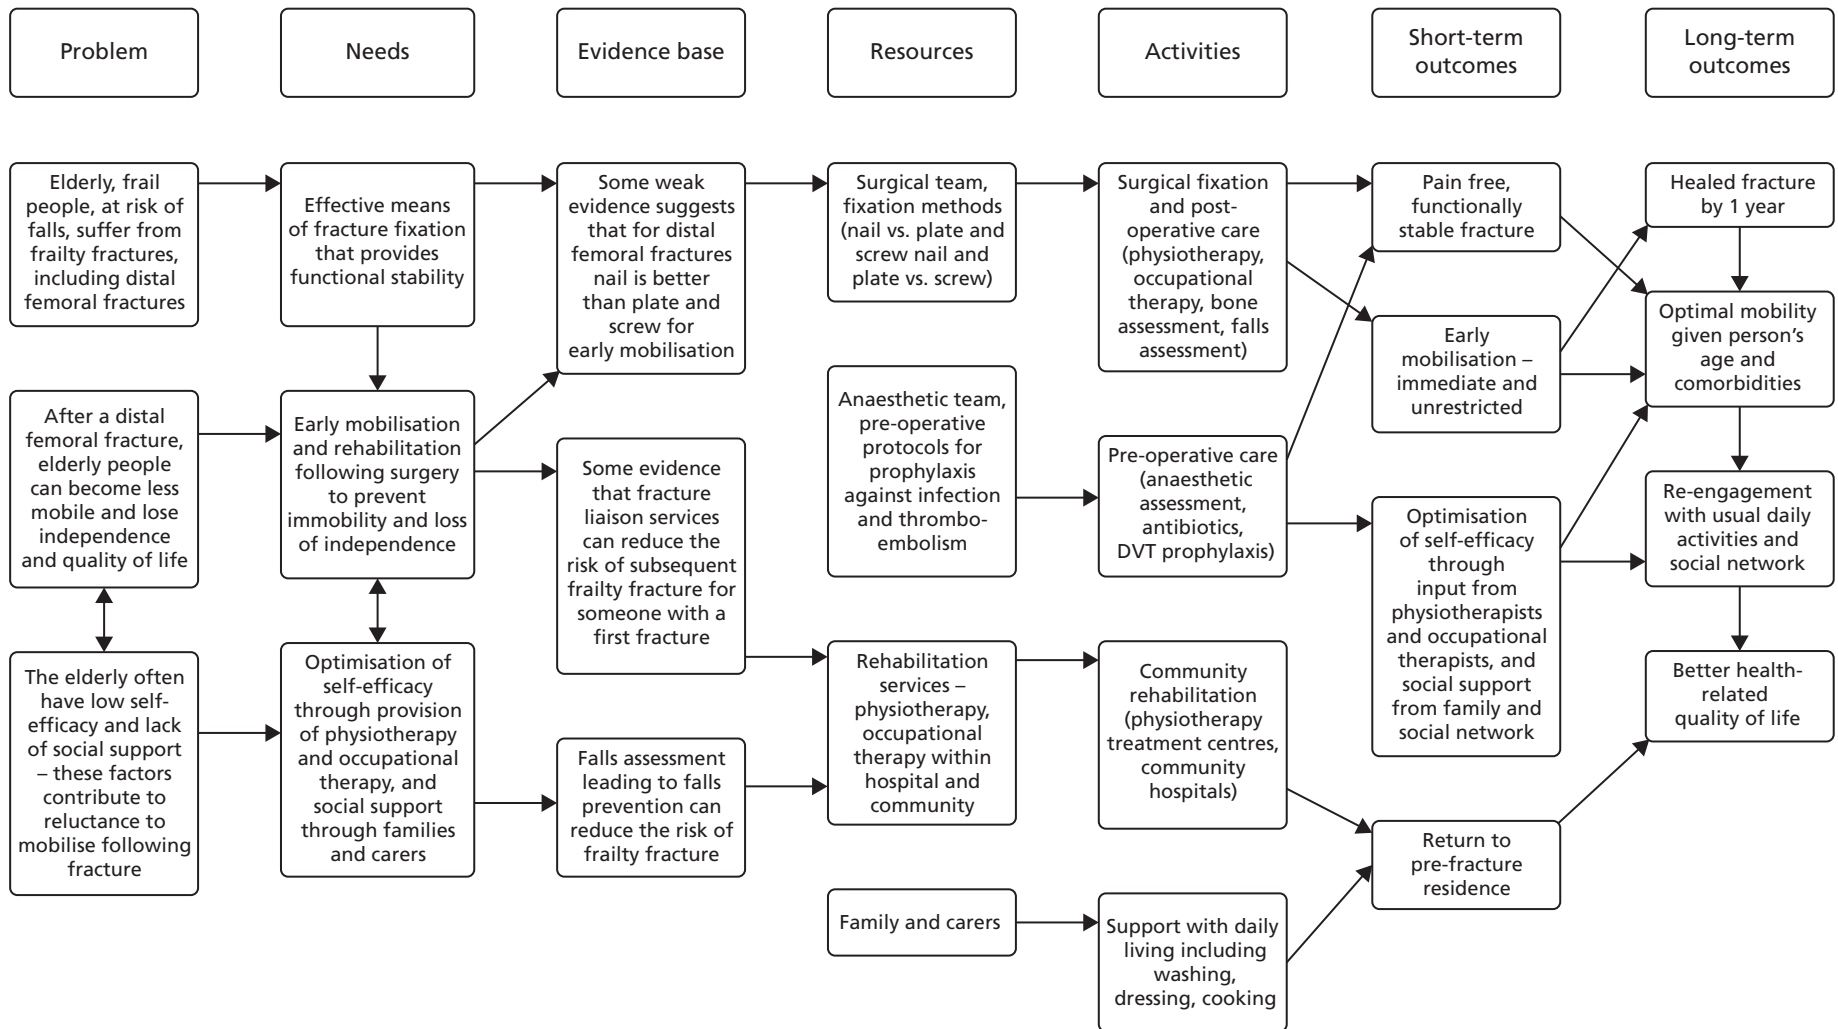 Problem
Needs
Evidence base
Resources
Activities
Short-term
outcomes
Long-term
outcomes
Elderly, frail
people, at risk of
falls, suffer from
frailty fractures,
including distal
femoral fractures
After a distal
femoral fracture,
elderly people
can become less
mobile and lose
independence
and quality of life
The elderly often
have low self-
efficacy and lack
of social support
– these factors
contribute to
reluctance to
mobilise following
fracture
Effective means
of fracture fixation
that provides
functional stability
Early mobilisation
and rehabilitation
following surgery
to prevent
immobility and loss
of independence
Optimisation of
self-efficacy
through provision
of physiotherapy
and occupational
therapy, and
social support
through families
and carers
Some weak
evidence suggests
that for distal
femoral fractures
nail is better
than plate and
screw for
early mobilisation
Some evidence
that fracture
liaison services
can reduce the
risk of subsequent
frailty fracture for
someone with a
first fracture
Falls assessment
leading to falls
prevention can
reduce the risk of
frailty fracture
Surgical team,
fixation methods
(nail vs. plate and
screw nail and
plate vs. screw)
Anaesthetic team,
pre-operative
protocols for
prophylaxis
against infection
and thrombo-
embolism
Rehabilitation
services –
physiotherapy,
occupational
therapy within
hospital and
community
Family and carers
Surgical fixation
and post-
operative care
(physiotherapy,
occupational
therapy, bone
assessment, falls
assessment)
Pre-operative care
(anaesthetic
assessment,
antibiotics,
DVT prophylaxis)
Community
rehabilitation
(physiotherapy
treatment centres,
community
hospitals)
Support with daily
living including
washing,
dressing, cooking
Pain free,
functionally
stable fracture
Early
mobilisation –
immediate and
unrestricted
Optimisation
of self-efficacy
through
input from
physiotherapists
and occupational
therapists, and
social support
from family and
social network
Return to
pre-fracture
residence
Healed fracture
by 1 year
Optimal mobility
given person's
age and
comorbidities
Re-engagement
with usual daily
activities and
social network
Better health-
related
quality of life